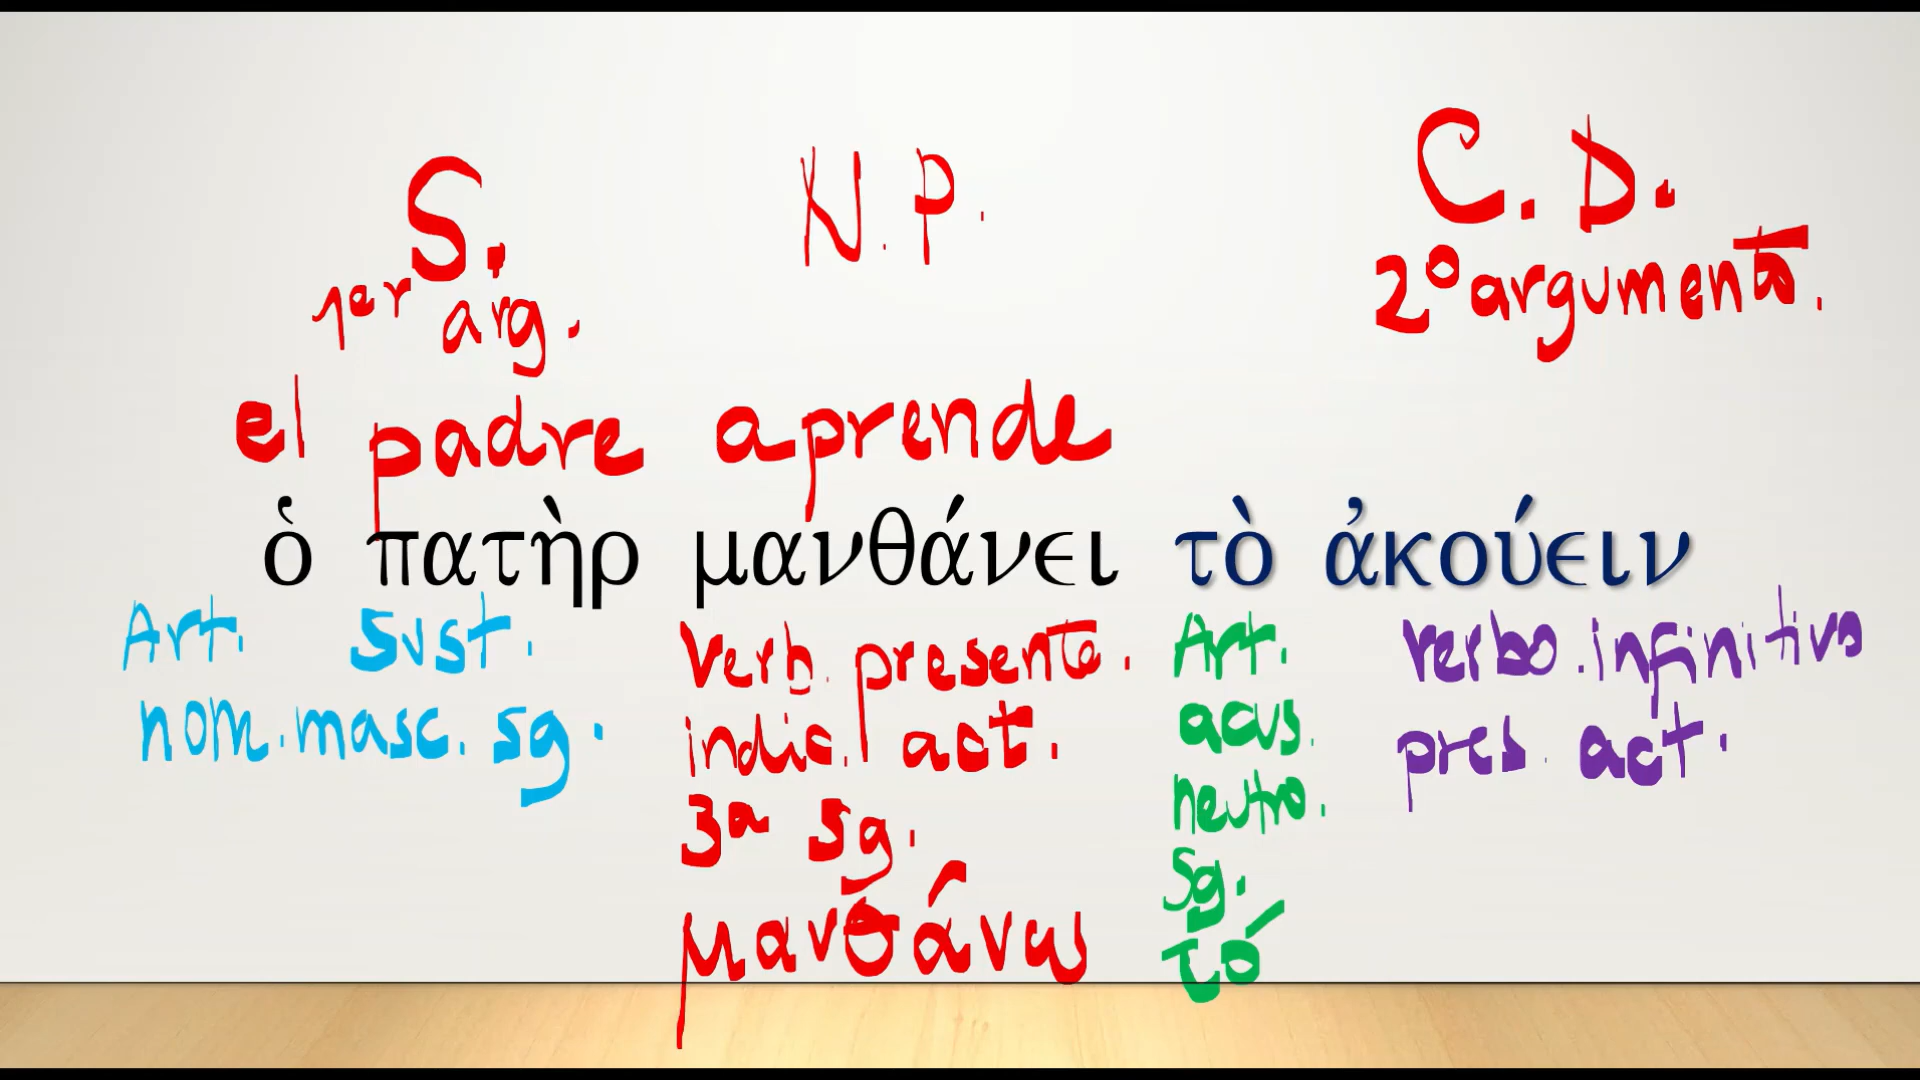 S. N.P. C.D.
1er arg. 2º argumento.
el padre aprende
ὁ πατὴρ μανθάνει τὸ ἀκούειν
Art. Sust. Verb. presente. Art. verbo.infinitivo
nom.masc. sg. indic. act. acus. pres. act.
3ª sg. neutro.
sg.
μανθάνω τό